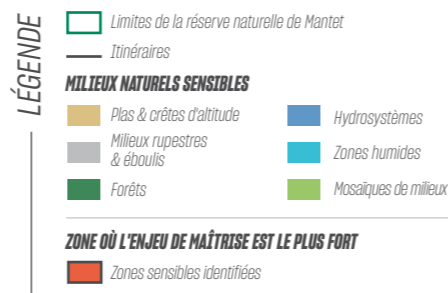 LÉGENDE
Limites de la réserve naturelle de Mantet
Itinéraires
MILIEUX NATURELS SENSIBLES
Plas & crêtes d'altitude
Milieux rupestres
& éboulis
Forêts
Hydrosystèmes
Zones humides
Mosaïques de milieux
ZONE OÙ L'ENJEU DE MAÎTRISE EST LE PLUS FORT
Zones sensibles identifiées